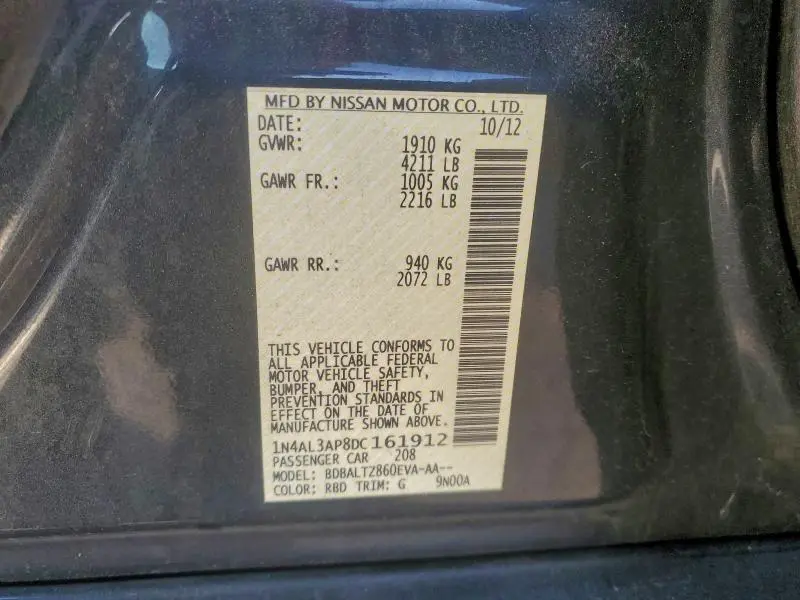 MFD BY NISSAN MOTOR CO., LTD.
DATE: 10/12
GVWR: 1910 KG
4211 LB
GAWR FR.: 1005 KG
2216 LB
GAWR RR.: 940 KG
2072 LB
THIS VEHICLE CONFORMS TO
ALL APPLICABLE FEDERAL
MOTOR VEHICLE SAFETY,
BUMPER, AND THEFT
PREVENTION STANDARDS IN
EFFECT ON THE DATE OF
MANUFACTURE SHOWN ABOVE.
1N4AL3AP8DC161912
PASSENGER CAR 208
MODEL: BDBALTZ860EVA-AA--
COLOR: RBD TRIM: G 9N00A